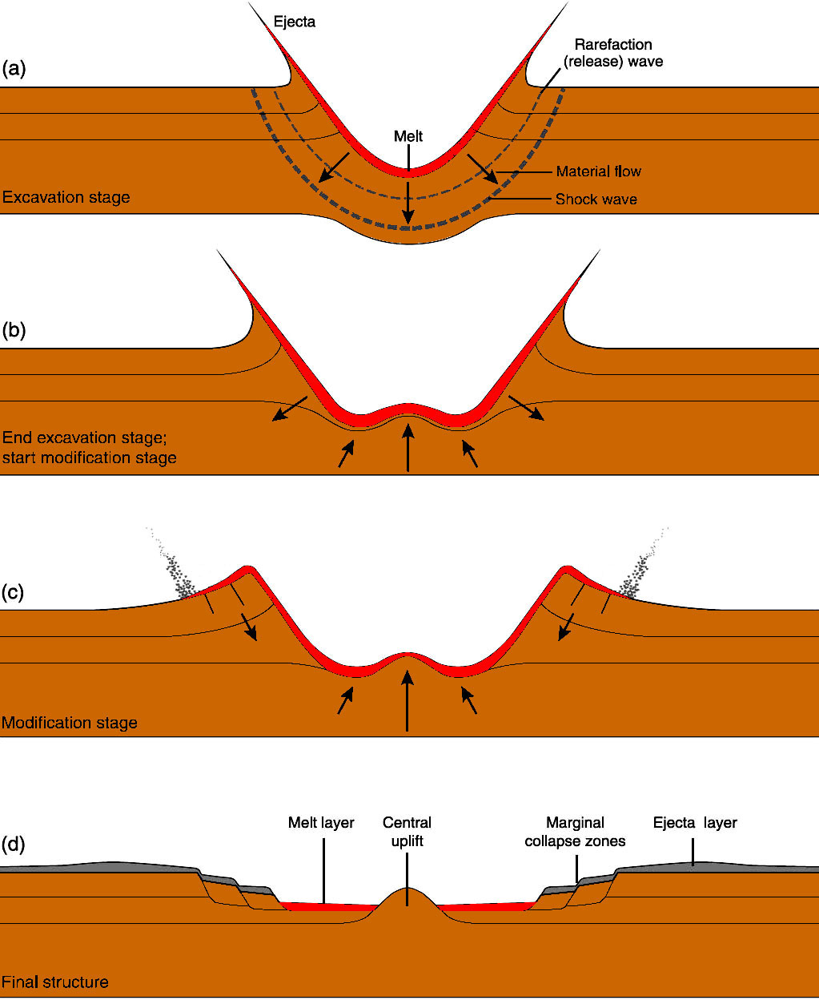 Ejecta
(a)
Rarefaction
(release) wave
Melt
Material flow
Shock wave
Excavation stage
(b)
End excavation stage;
start modification stage
(c)
Modification stage
(d)
Melt layer
Central
uplift
Marginal
collapse zones
Ejecta layer
Final structure